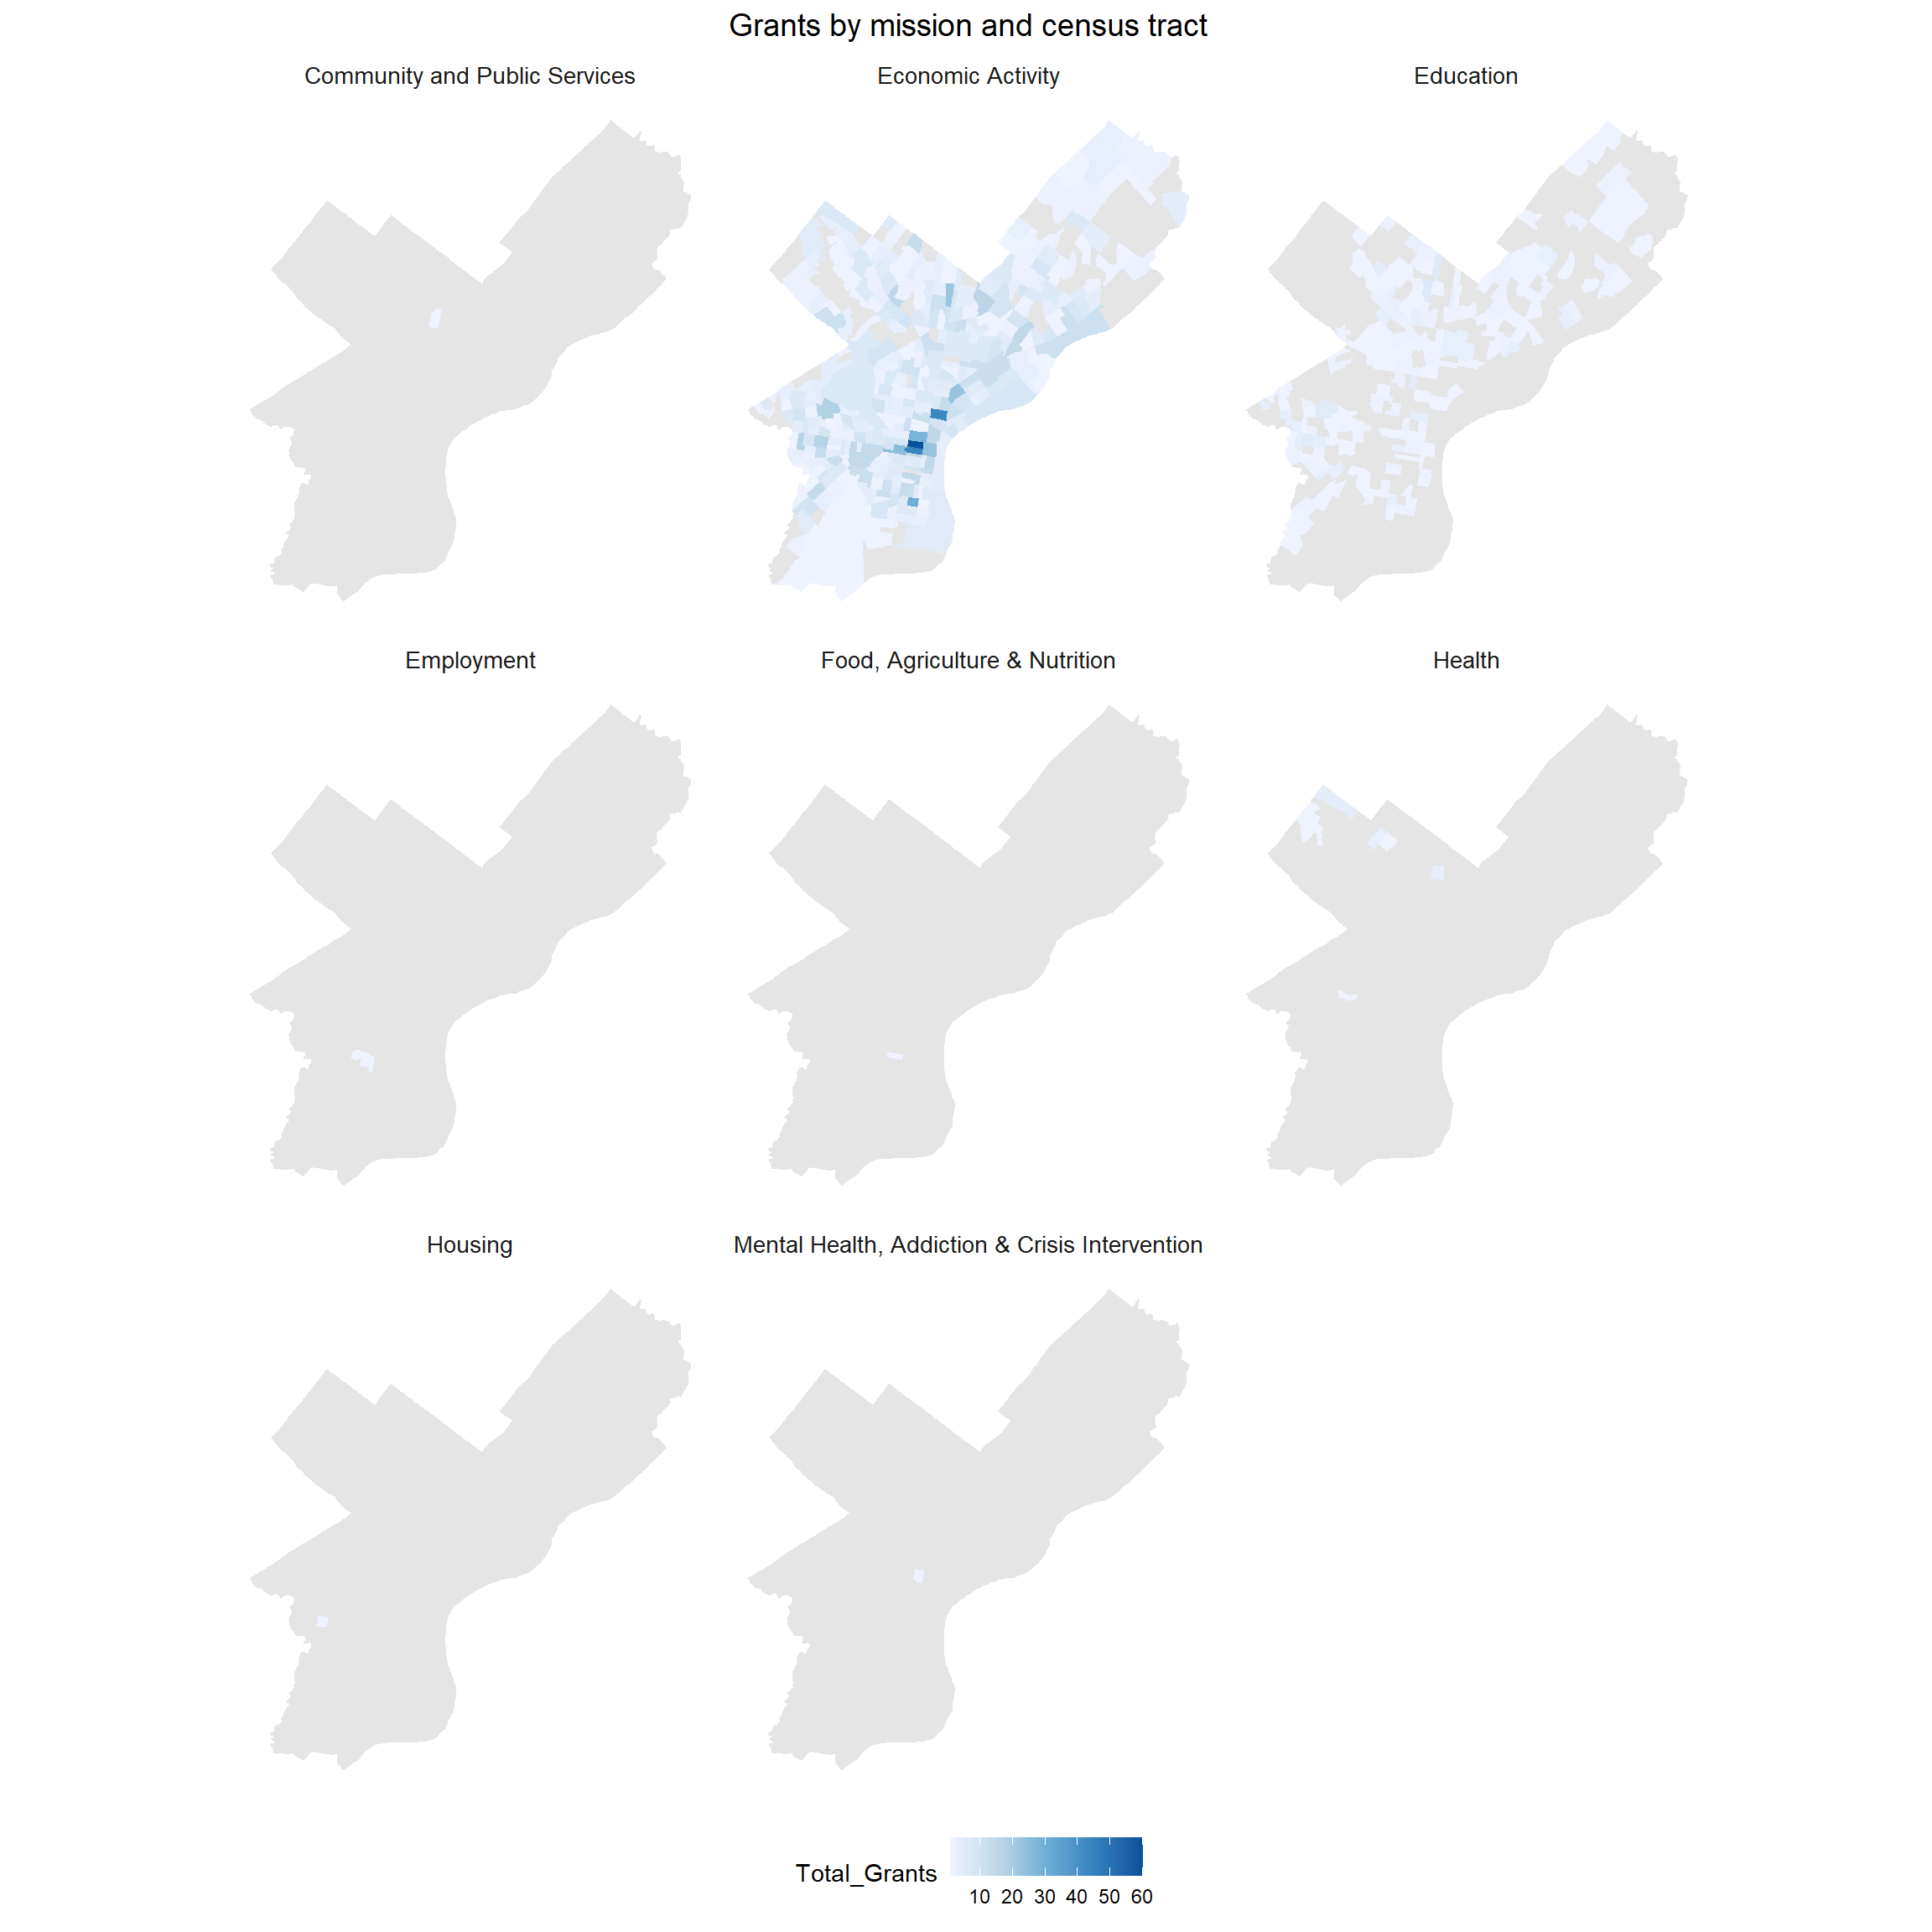 Grants by mission and census tract
Community and Public Services
Economic Activity
Education
Employment
Food, Agriculture & Nutrition
Health
Housing
Mental Health, Addiction & Crisis Intervention
Total_Grants
10 20 30 40 50 60